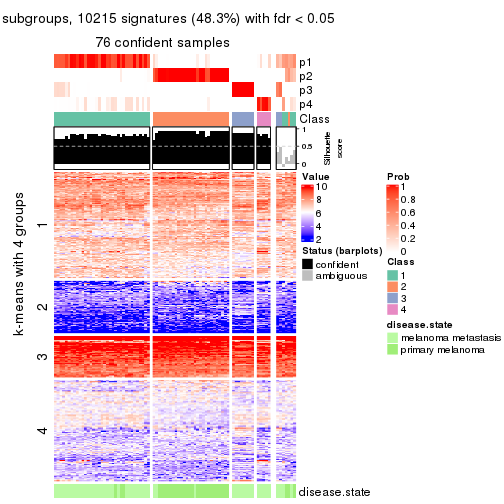 subgroups, 10215 signatures (48.3%) with fdr < 0.05
76 confident samples
p1
p2
p3
p4
Class
1
0.5
0
Silhouette
score
k-means with 4 groups
1
2
3
4
disease.state
Value
10
8
6
4
2
Status (barplots)
confident
ambiguous
Prob
1
0.8
0.6
0.4
0.2
0
Class
1
2
3
4
disease.state
melanoma metastasis
primary melanoma